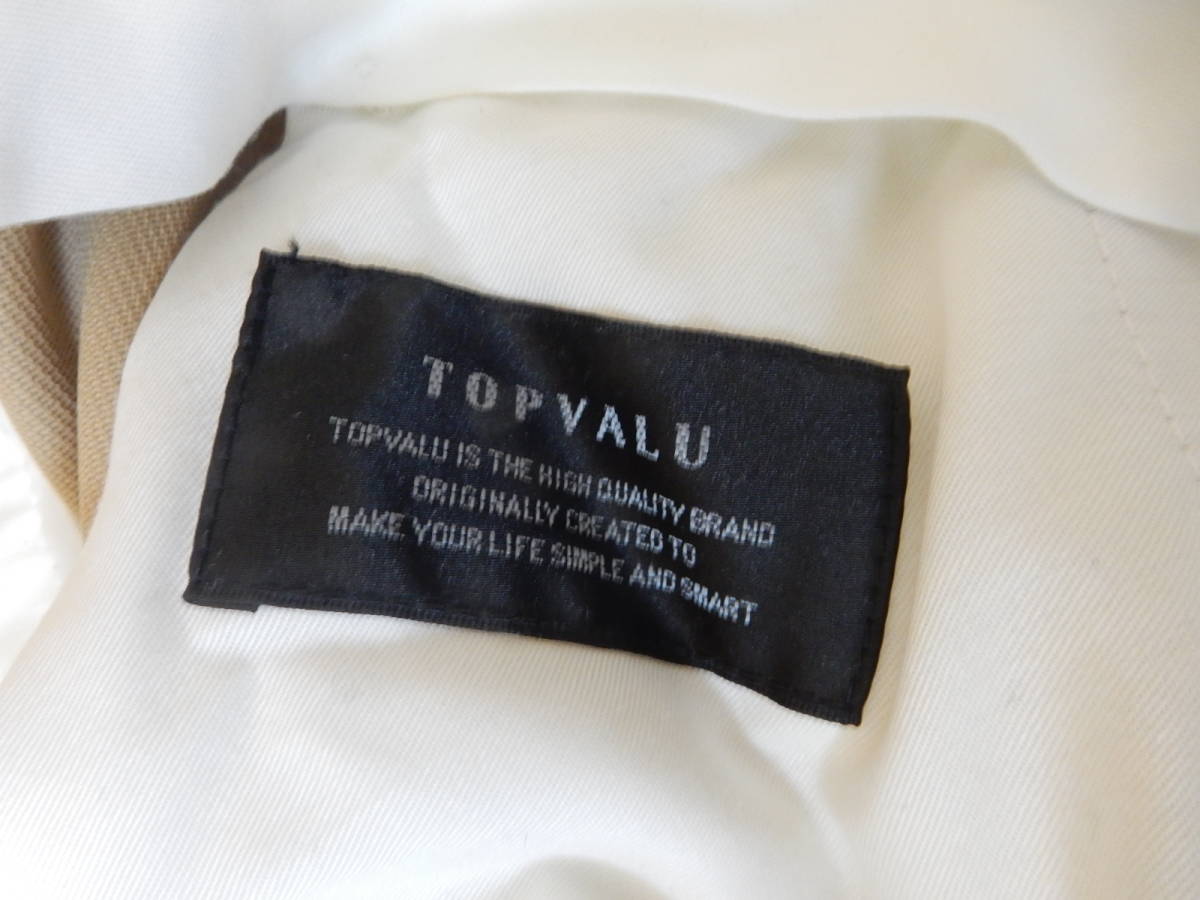 TOPVALU
TOPVALU IS THE HIGH QUALITY BRAND
ORIGINALLY CREATED TO
MAKE YOUR LIFE SIMPLE AND SMART